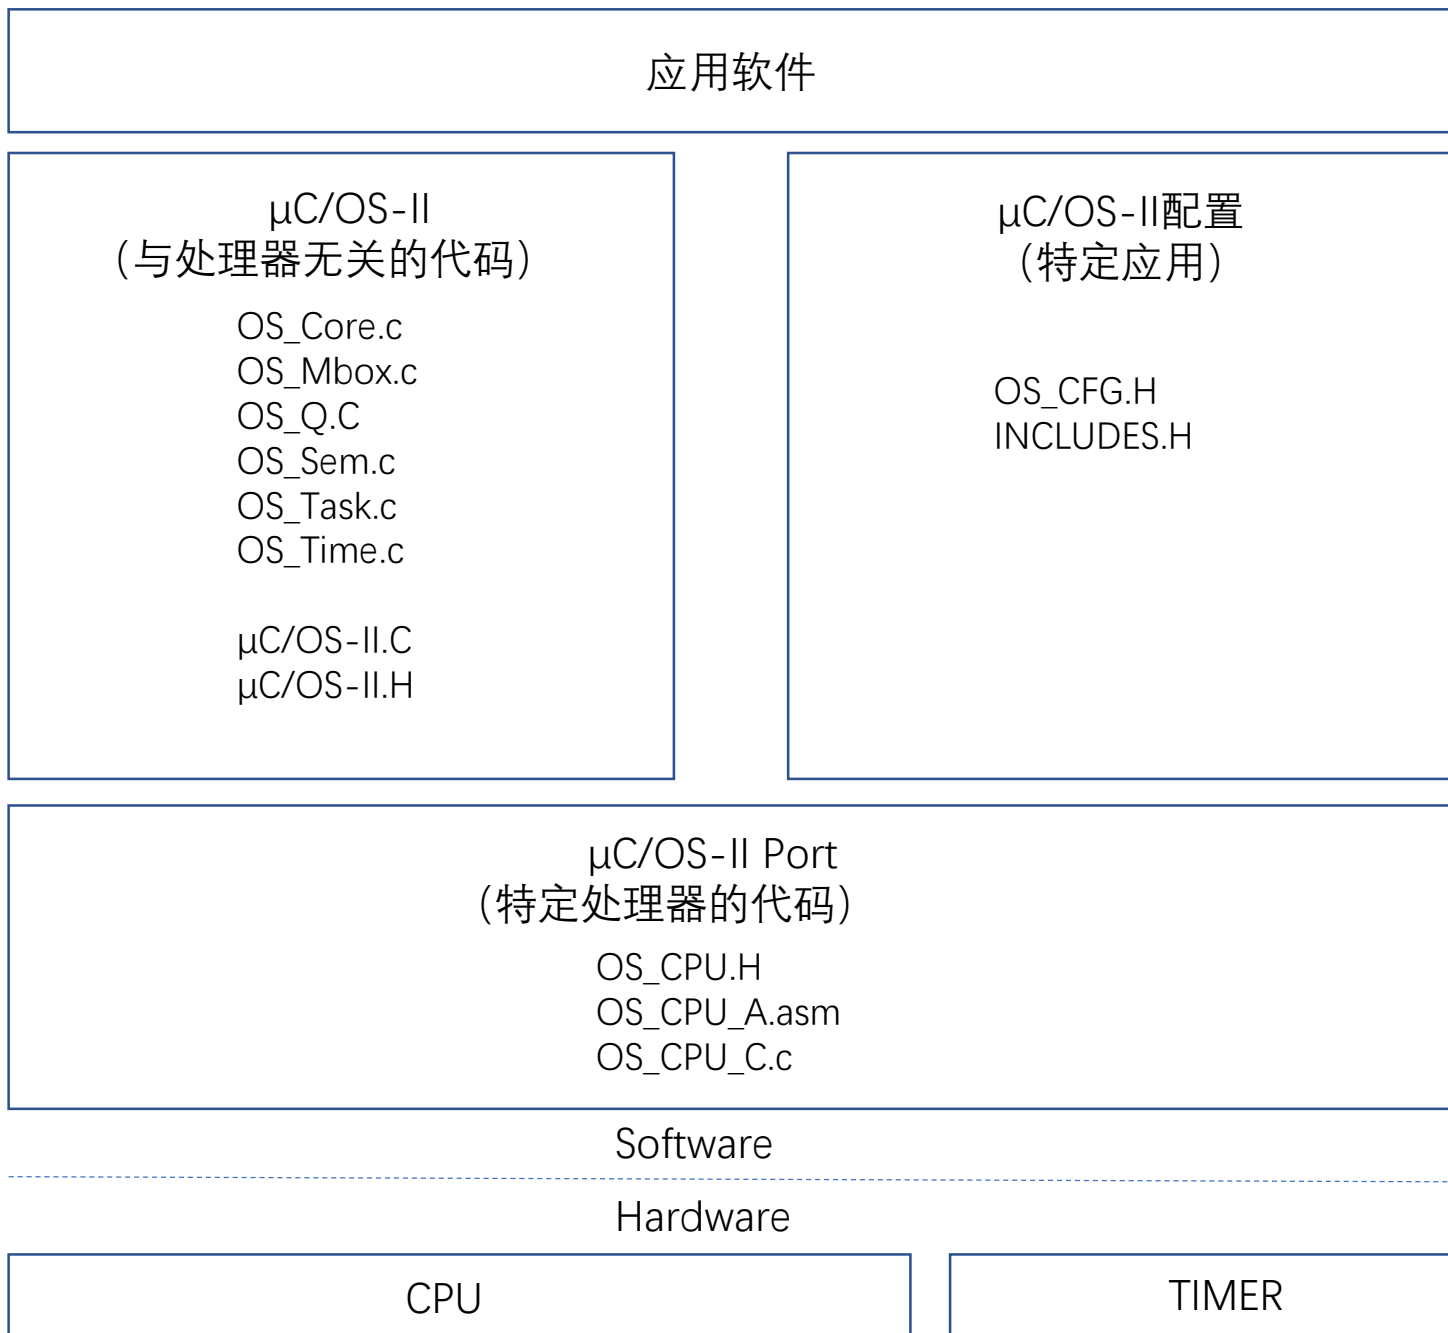 应用软件
µC/OS-II
（与处理器无关的代码）
OS_Core.c
OS_Mbox.c
OS_Q.C
OS_Sem.c
OS_Task.c
OS_Time.c
µC/OS-II.C
µC/OS-II.H
µC/OS-II配置
（特定应用）
OS_CFG.H
INCLUDES.H
µC/OS-II Port
（特定处理器的代码）
OS_CPU.H
OS_CPU_A.asm
OS_CPU_C.c
Software
Hardware
CPU
TIMER